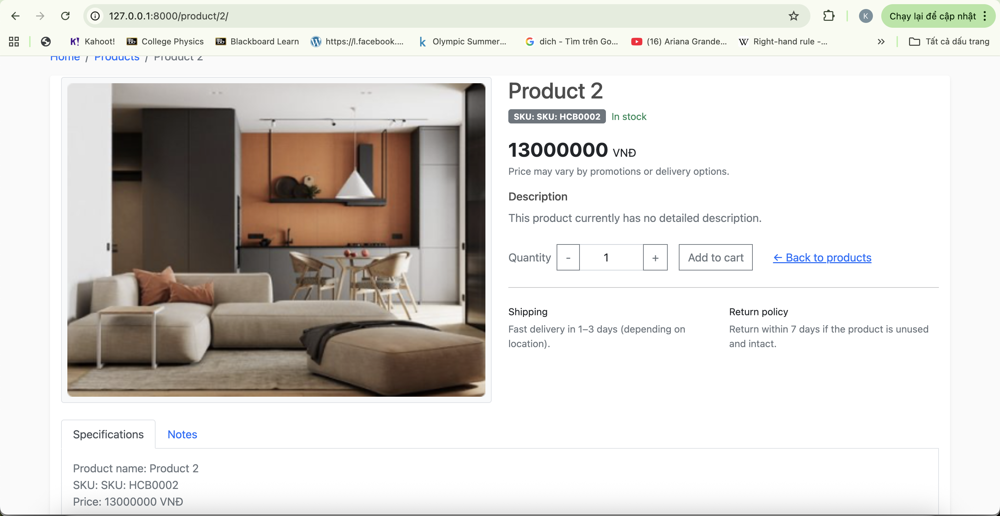 127.0.0.1:8000/product/2/
K
Chạy lại để cập nhật
K! Kahoot!
Bb College Physics
Bb Blackboard Learn
https://l.facebook....
k Olympic Summer...
dich - Tìm trên Go...
(16) Ariana Grande...
W Right-hand rule -...
Tất cả dấu trang
Home / Products / Product 2
Product 2
SKU: SKU: HCB0002 In stock
13000000 VNĐ
Price may vary by promotions or delivery options.
Description
This product currently has no detailed description.
Quantity - 1 + Add to cart ← Back to products
Shipping
Fast delivery in 1–3 days (depending on
location).
Return policy
Return within 7 days if the product is unused
and intact.
Specifications Notes
Product name: Product 2
SKU: SKU: HCB0002
Price: 13000000 VNĐ